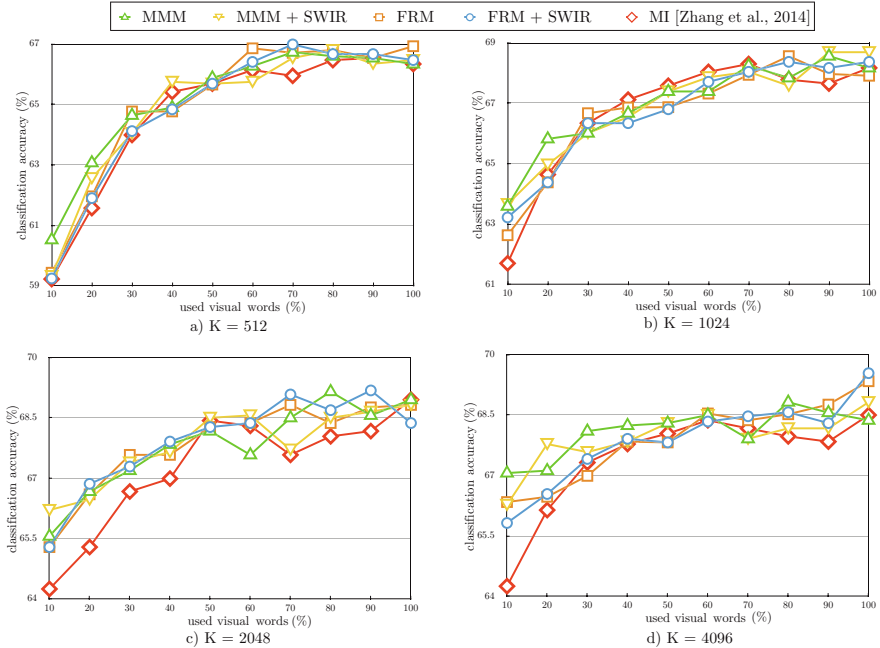 MMM MMM + SWIR FRM FRM + SWIR MI [Zhang et al., 2014]
classification accuracy (%)
67
65
63
61
59
10 20 30 40 50 60 70 80 90 100
used visual words (%)
a) K = 512
classification accuracy (%)
69
67
65
63
61
10 20 30 40 50 60 70 80 90 100
used visual words (%)
b) K = 1024
classification accuracy (%)
70
68.5
67
65.5
64
10 20 30 40 50 60 70 80 90 100
used visual words (%)
c) K = 2048
classification accuracy (%)
70
68.5
67
65.5
64
10 20 30 40 50 60 70 80 90 100
used visual words (%)
d) K = 4096